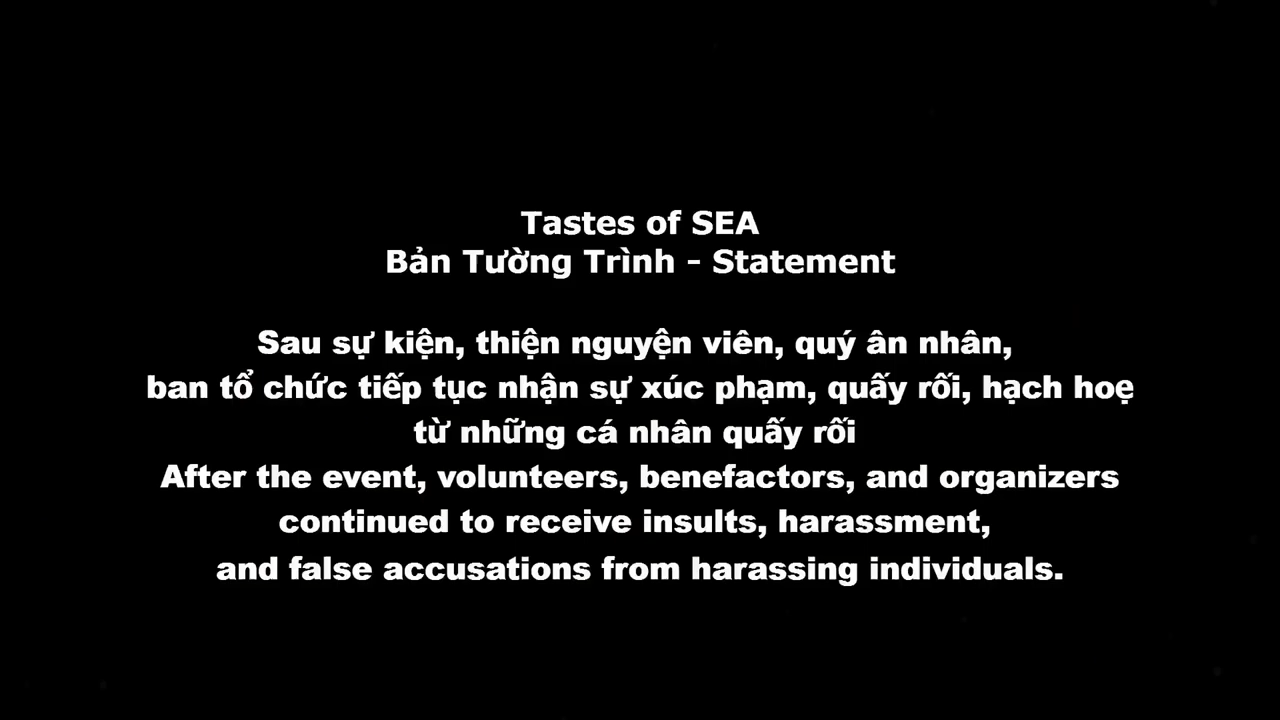 Tastes of SEA
Bản Tường Trình - Statement
Sau sự kiện, thiện nguyện viên, quý ân nhân,
ban tổ chức tiếp tục nhận sự xúc phạm, quấy rối, hạch hoẹ
từ những cá nhân quấy rối
After the event, volunteers, benefactors, and organizers
continued to receive insults, harassment,
and false accusations from harassing individuals.